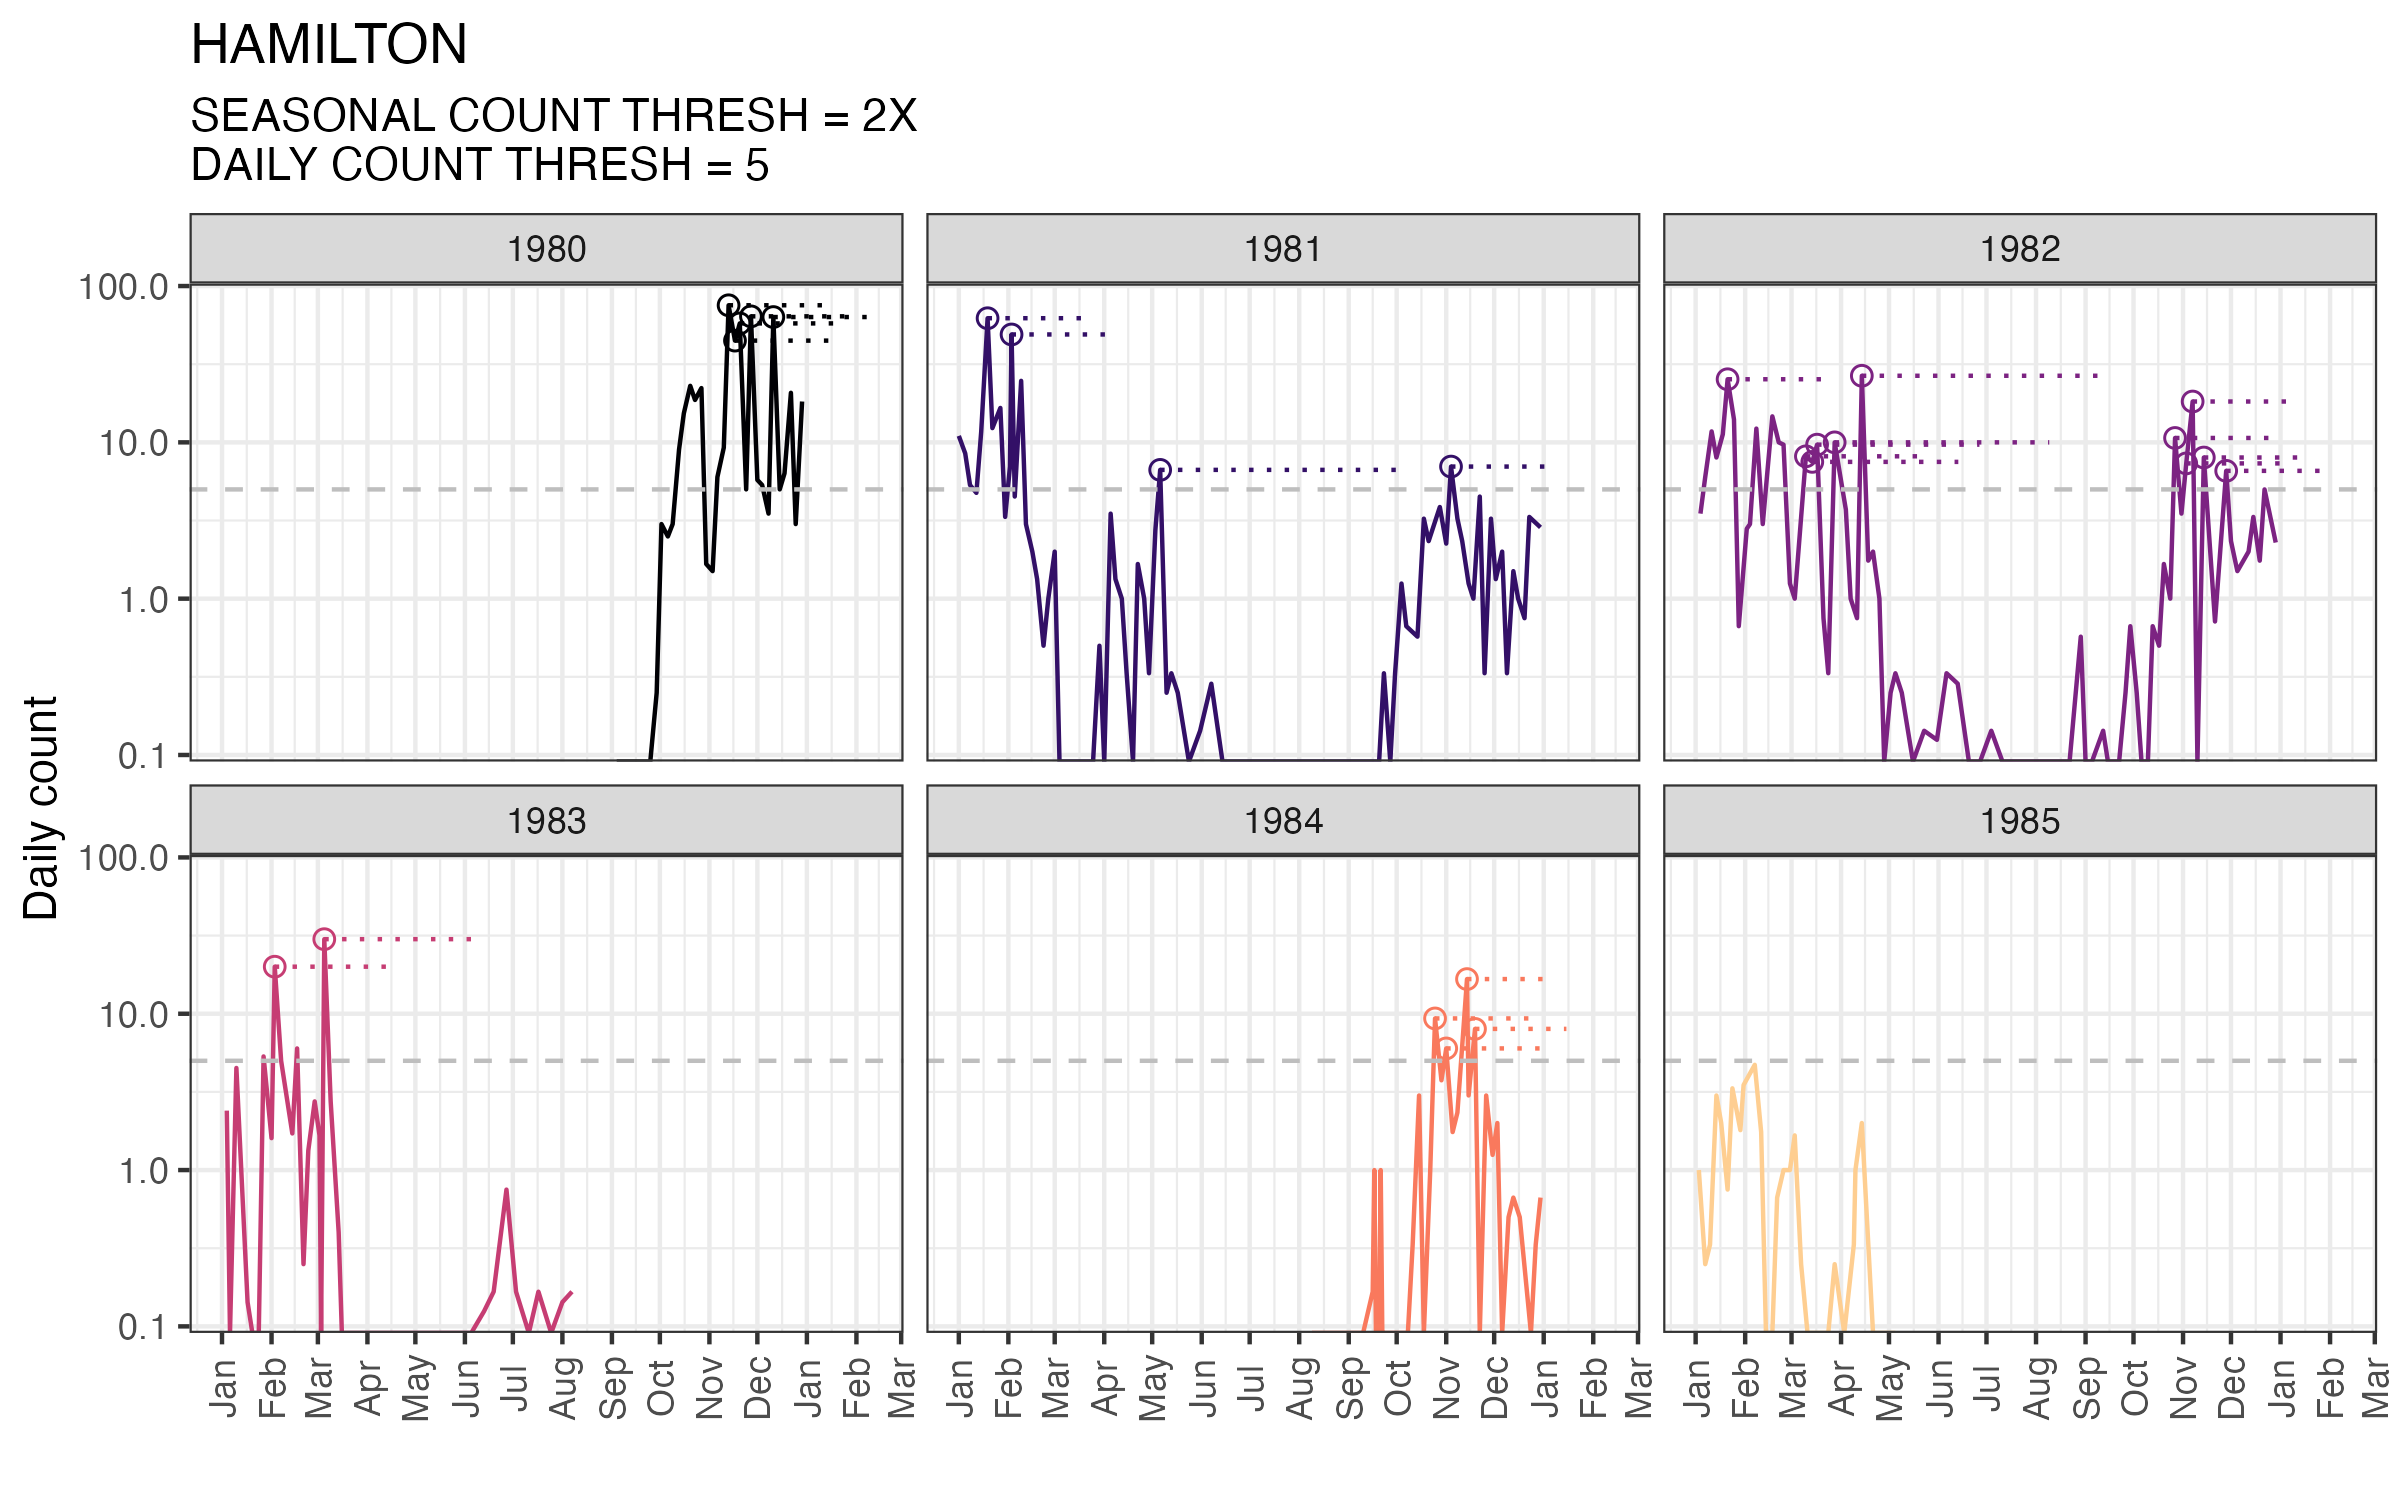 HAMILTON
SEASONAL COUNT THRESH = 2X
DAILY COUNT THRESH = 5
1980 1981 1982
100.0
10.0
1.0
0.1
1983 1984 1985
100.0
10.0
1.0
0.1
Daily count
Jan Feb Mar Apr May Jun Jul Aug Sep Oct Nov Dec Jan Feb Mar Jan Feb Mar Apr May Jun Jul Aug Sep Oct Nov Dec Jan Feb Mar Jan Feb Mar Apr May Jun Jul Aug Sep Oct Nov Dec Jan Feb Mar